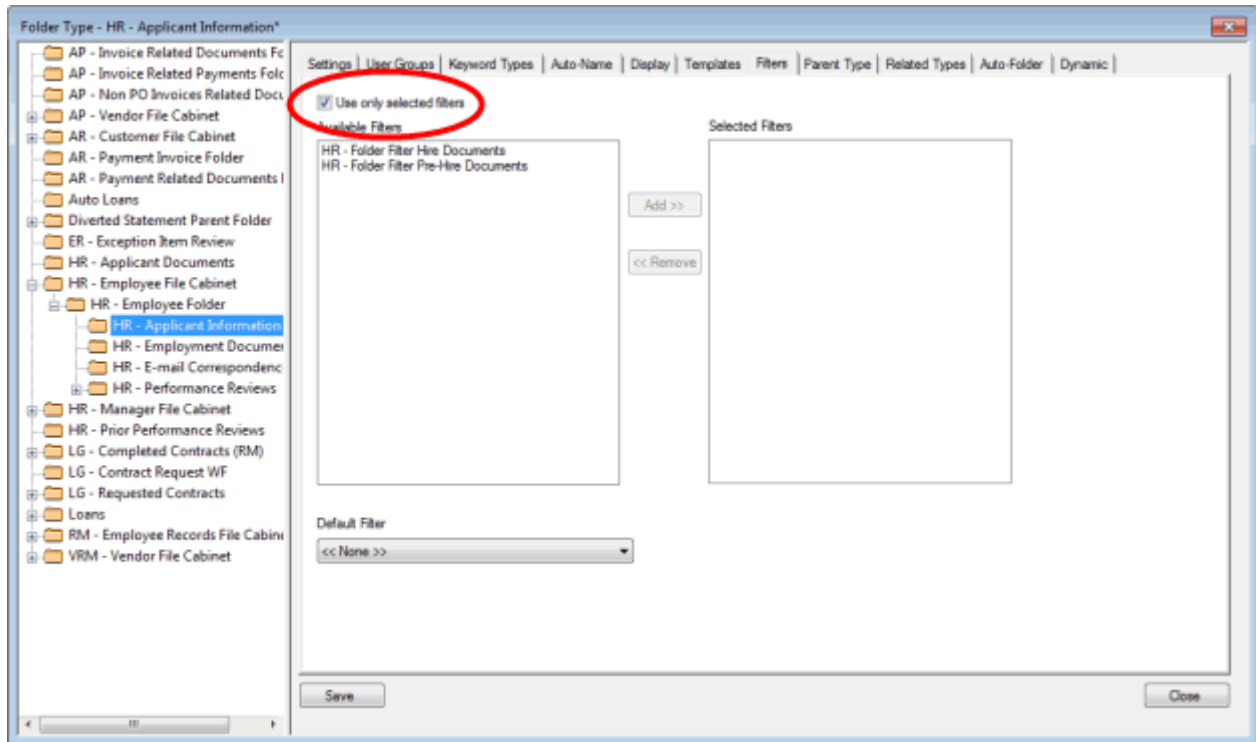 Folder Type - HR - Applicant Information*
AP - Invoice Related Documents Fc
AP - Invoice Related Payments Folc
AP - Non PO Invoices Related Docu
AP - Vendor File Cabinet
AR - Customer File Cabinet
AR - Payment Invoice Folder
AR - Payment Related Documents I
Auto Loans
Diverted Statement Parent Folder
ER - Exception Item Review
HR - Applicant Documents
HR - Employee File Cabinet
HR - Employee Folder
HR - Applicant Information
HR - Employment Documer
HR - E-mail Correspondenc
HR - Performance Reviews
HR - Manager File Cabinet
HR - Prior Performance Reviews
LG - Completed Contracts (RM)
LG - Contract Request WF
LG - Requested Contracts
Loans
RM - Employee Records File Cabine
VRM - Vendor File Cabinet
Settings | User Groups | Keyword Types | Auto-Name | Display | Templates Filters | Parent Type | Related Types | Auto-Folder | Dynamic |
Use only selected filters
Available Filters
HR - Folder Filter Hire Documents
HR - Folder Filter Pre-Hire Documents
Add >>
<< Remove
Selected Filters
Default Filter
<< None >>
Save
Close